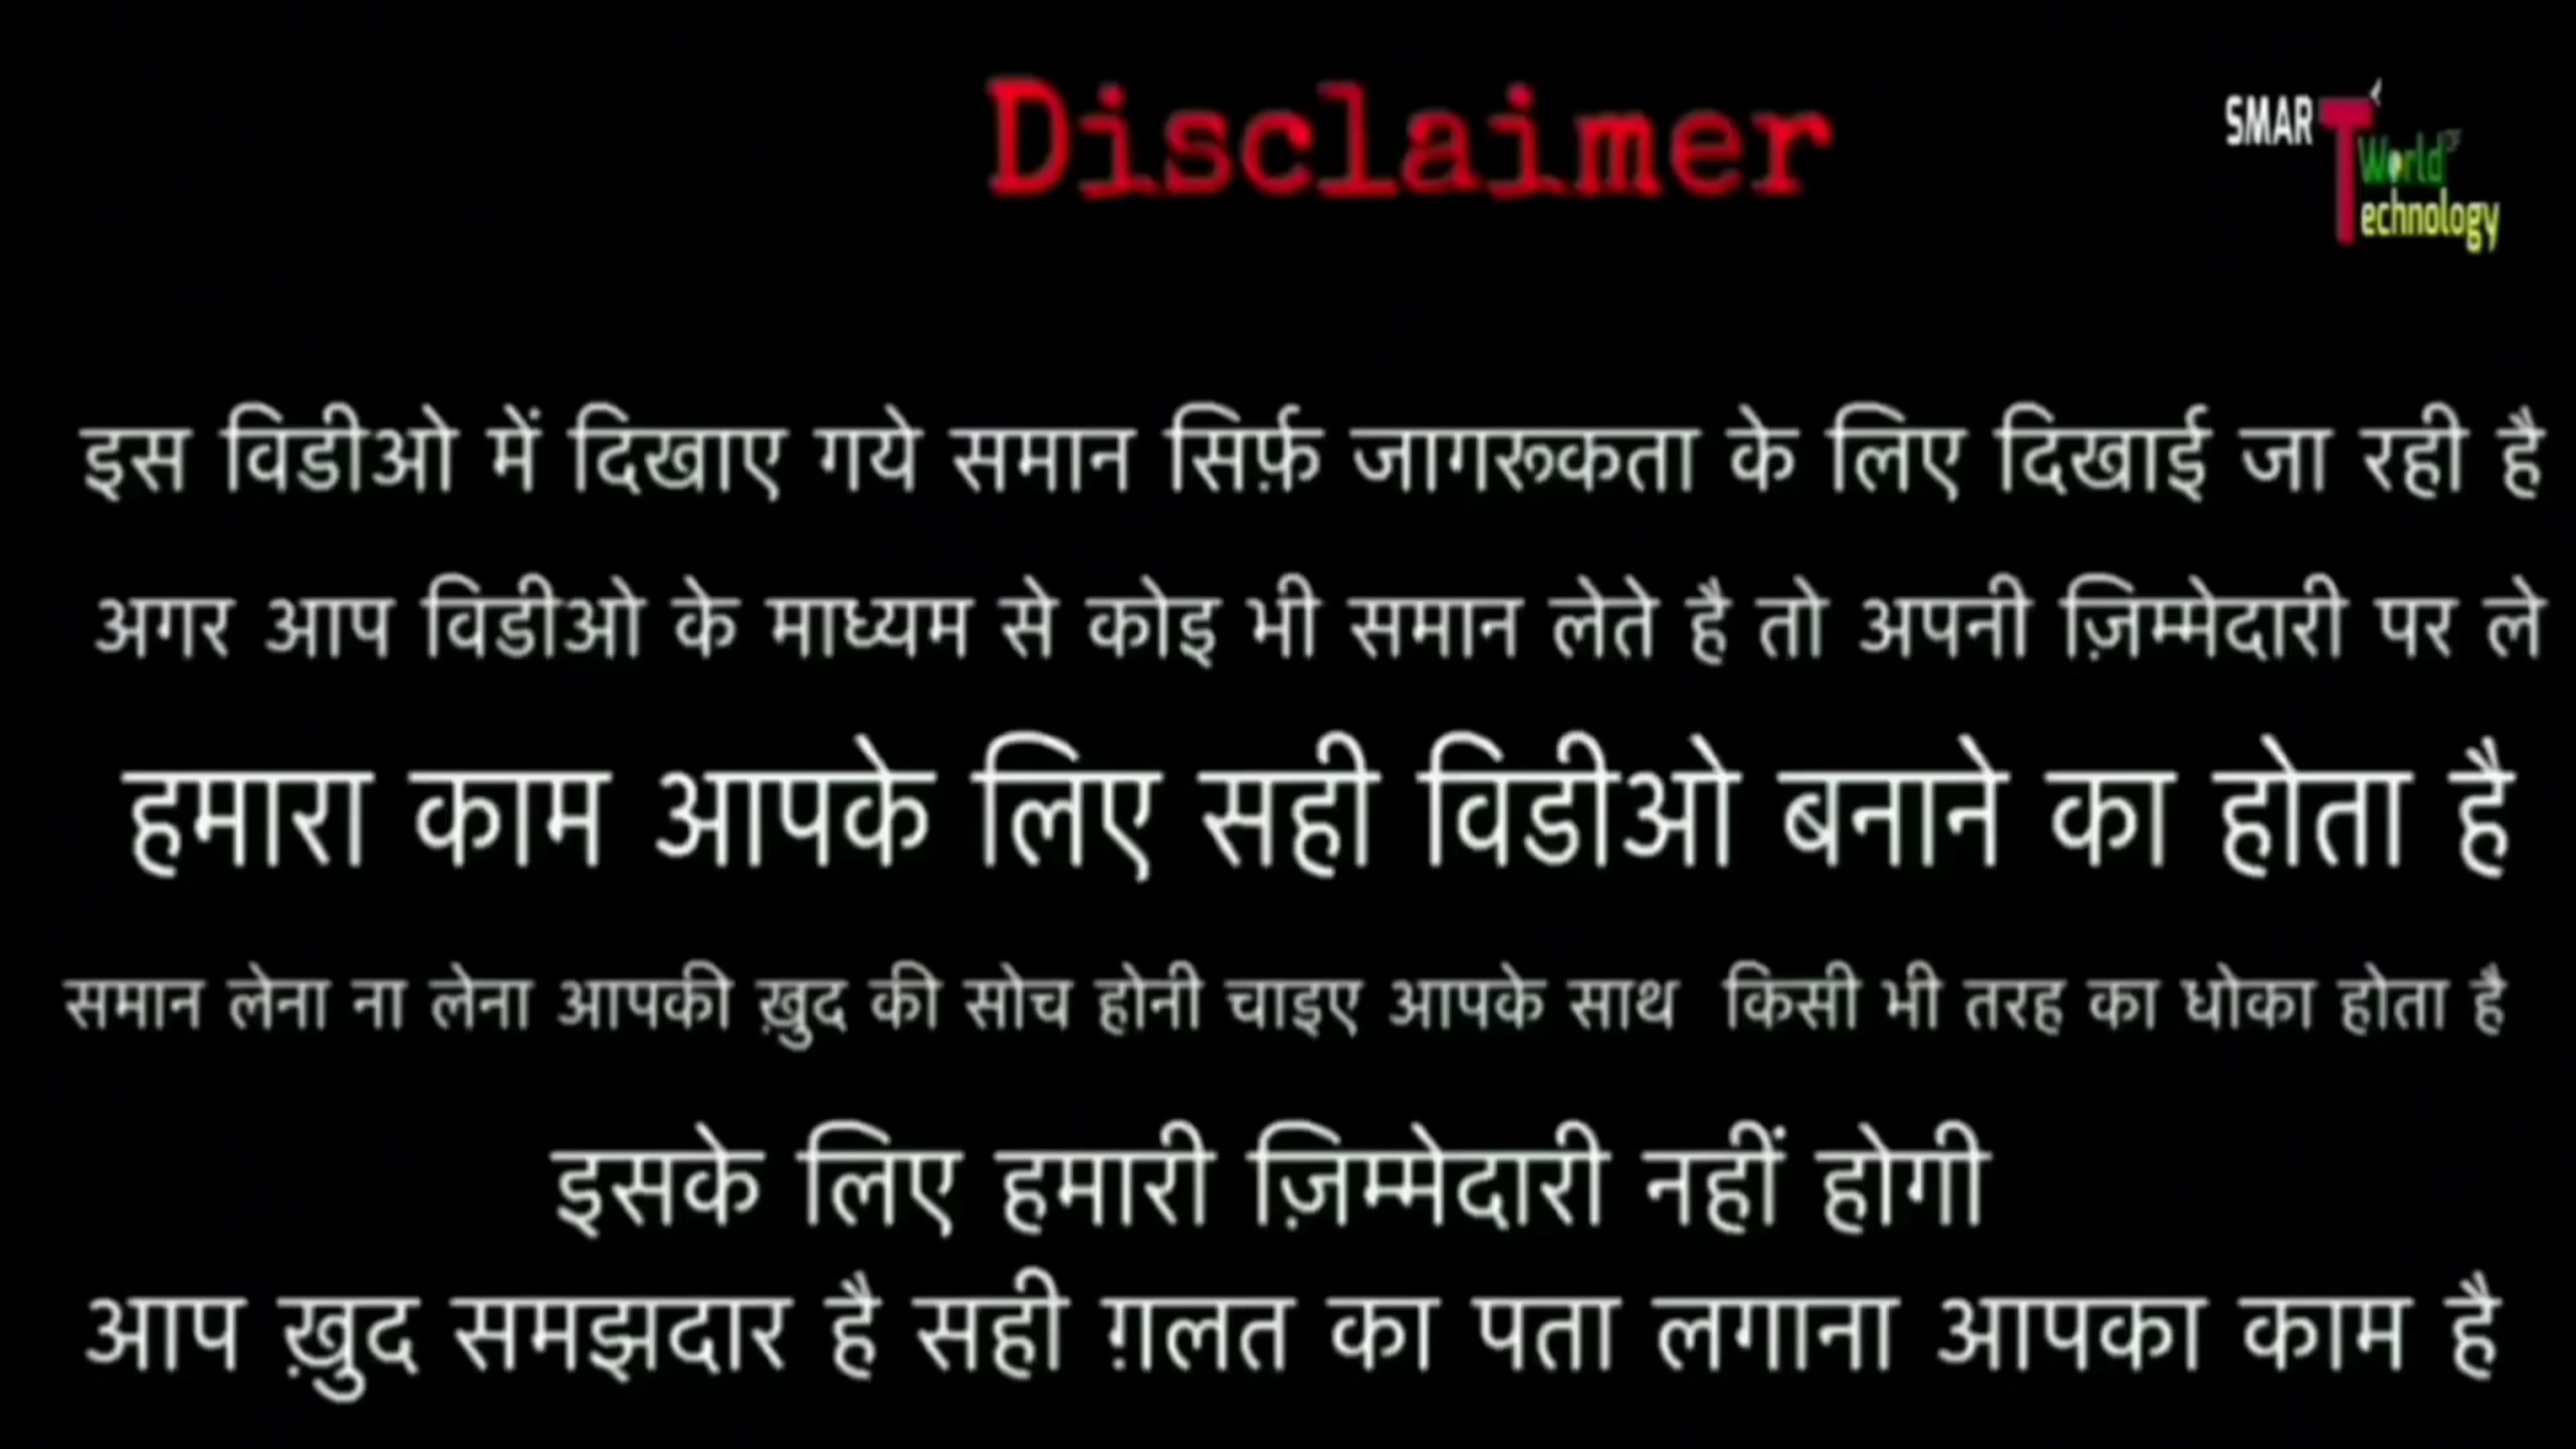 Disclaimer
SMART
World OF
Technology
इस विडीओ में दिखाए गये समान सिर्फ़ जागरूकता के लिए दिखाई जा रही है
अगर आप विडीओ के माध्यम से कोइ भी समान लेते है तो अपनी ज़िम्मेदारी पर ले
हमारा काम आपके लिए सही विडीओ बनाने का होता है
समान लेना ना लेना आपकी ख़ुद की सोच होनी चाइए आपके साथ किसी भी तरह का धोका होता है
इसके लिए हमारी ज़िम्मेदारी नहीं होगी
आप ख़ुद समझदार है सही ग़लत का पता लगाना आपका काम है